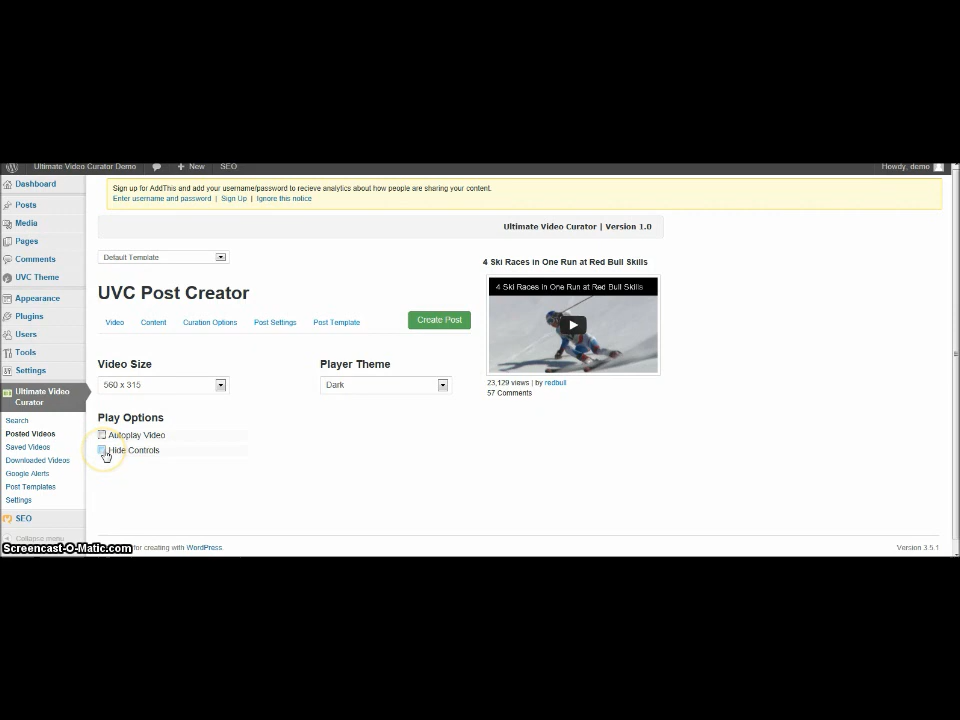 Ultimate Video Curator Demo
New
SEO
Howdy, demo
Dashboard
Posts
Media
Pages
Comments
UVC Theme
Appearance
Plugins
Users
Tools
Settings
Ultimate Video
Curator
Search
Posted Videos
Saved Videos
Downloaded Videos
Google Alerts
Post Templates
Settings
SEO
Collapse menu
Sign up for AddThis and add your username/password to recieve analytics about how people are sharing your content.
Enter username and password | Sign Up | Ignore this notice
Ultimate Video Curator | Version 1.0
Default Template
UVC Post Creator
Video
Content
Curation Options
Post Settings
Post Template
Create Post
Video Size
560 x 315
Player Theme
Dark
Play Options
Autoplay Video
Hide Controls
4 Ski Races in One Run at Red Bull Skills
4 Ski Races in One Run at Red Bull Skills
23,129 views | by redbull
57 Comments
Screencast-O-Matic.com
for creating with WordPress.
Version 3.5.1